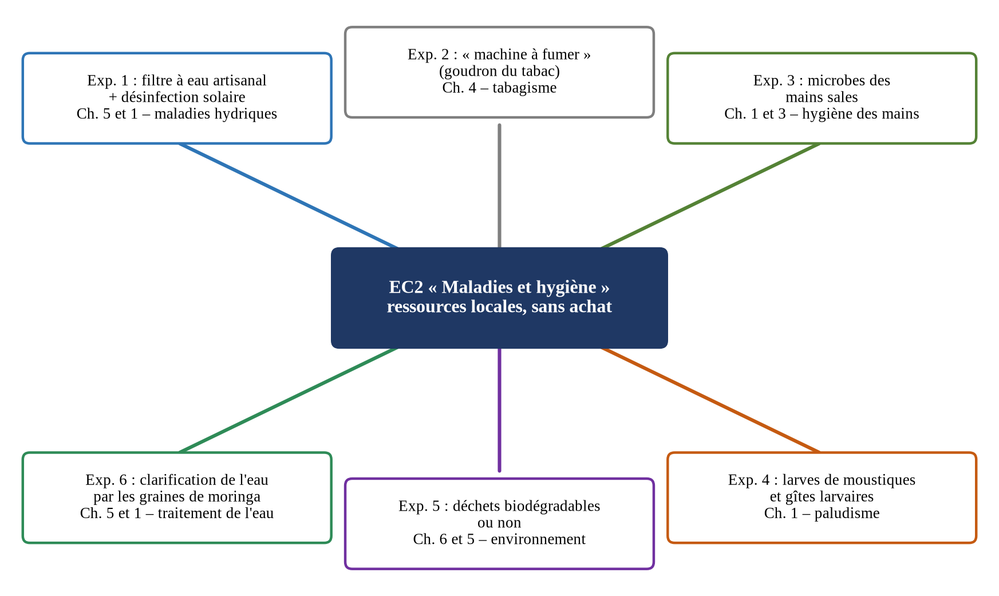 Exp. 1 : filtre à eau artisanal
+ désinfection solaire
Ch. 5 et 1 – maladies hydriques
Exp. 2 : « machine à fumer »
(goudron du tabac)
Ch. 4 – tabagisme
Exp. 3 : microbes des
mains sales
Ch. 1 et 3 – hygiène des mains
EC2 « Maladies et hygiène »
ressources locales, sans achat
Exp. 6 : clarification de l'eau
par les graines de moringa
Ch. 5 et 1 – traitement de l'eau
Exp. 5 : déchets biodégradables
ou non
Ch. 6 et 5 – environnement
Exp. 4 : larves de moustiques
et gîtes larvaires
Ch. 1 – paludisme